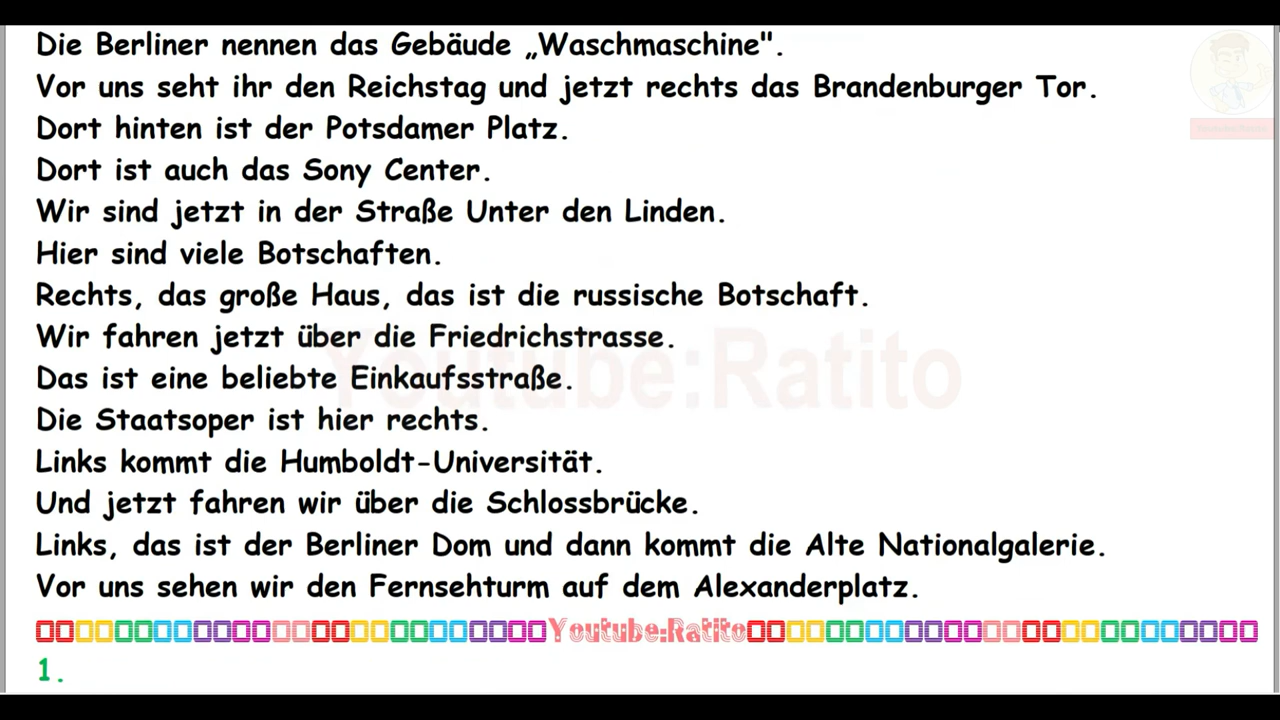 Die Berliner nennen das Gebäude „Waschmaschine".
Vor uns seht ihr den Reichstag und jetzt rechts das Brandenburger Tor.
Dort hinten ist der Potsdamer Platz.
Dort ist auch das Sony Center.
Wir sind jetzt in der Straße Unter den Linden.
Hier sind viele Botschaften.
Rechts, das große Haus, das ist die russische Botschaft.
Wir fahren jetzt über die Friedrichstrasse.
Das ist eine beliebte Einkaufsstraße.
Die Staatsoper ist hier rechts.
Links kommt die Humboldt-Universität.
Und jetzt fahren wir über die Schlossbrücke.
Links, das ist der Berliner Dom und dann kommt die Alte Nationalgalerie.
Vor uns sehen wir den Fernsehturm auf dem Alexanderplatz.
Youtube:Ratito
1.
Youtube:Ratito